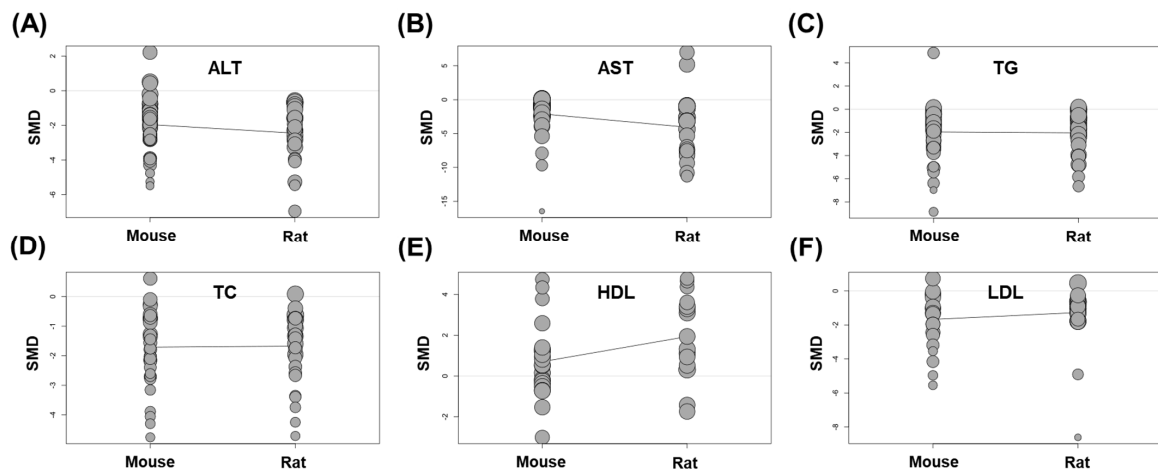 (A)
ALT
SMD
2
0
-2
-4
-6
Mouse
Rat
(B)
AST
SMD
5
0
-5
-10
-15
Mouse
Rat
(C)
TG
SMD
4
2
0
-2
-4
-6
-8
Mouse
Rat
(D)
TC
SMD
0
-1
-2
-3
-4
Mouse
Rat
(E)
HDL
SMD
4
2
0
-2
Mouse
Rat
(F)
LDL
SMD
0
-2
-4
-6
-8
Mouse
Rat